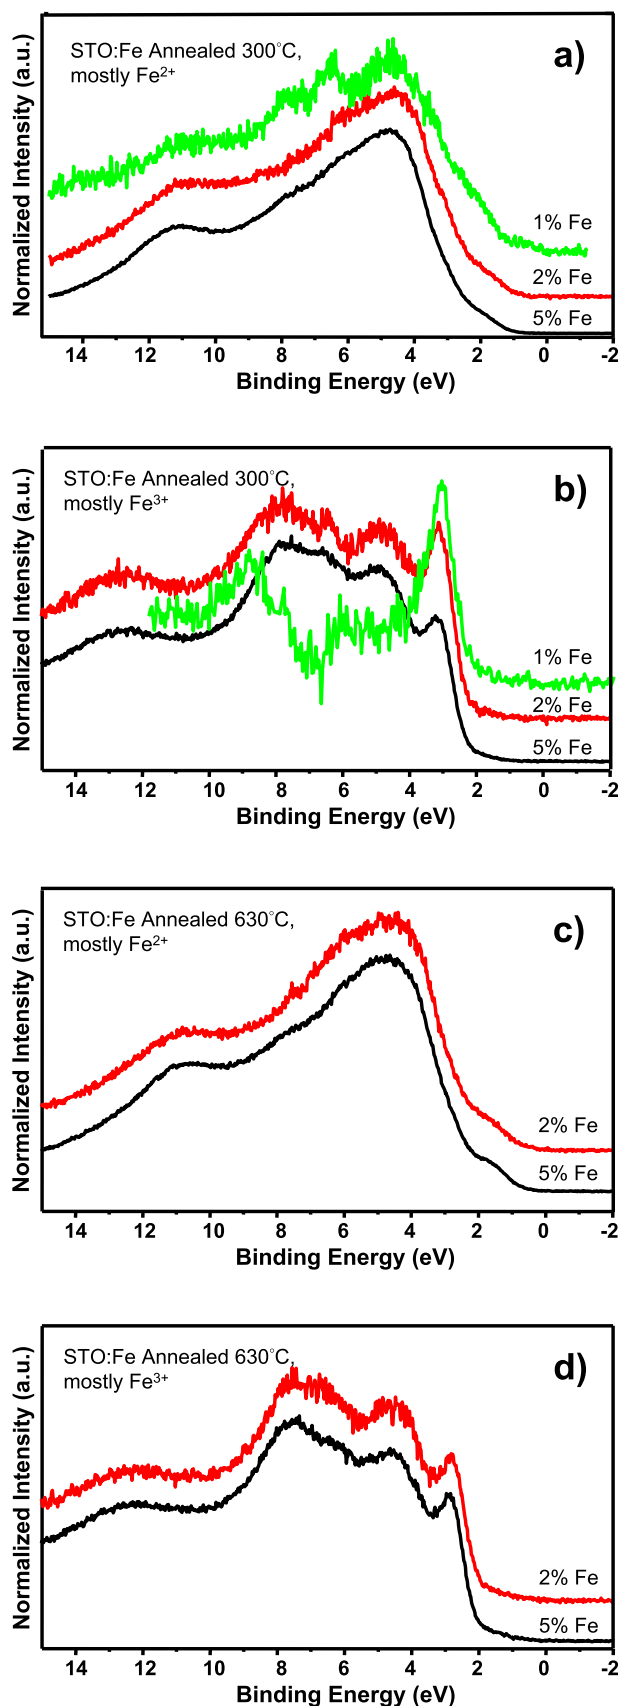 STO:Fe Annealed 300°C,
mostly Fe²⁺
a)
Normalized Intensity (a.u.)
1% Fe
2% Fe
5% Fe
14 12 10 8 6 4 2 0 -2
Binding Energy (eV)
STO:Fe Annealed 300°C,
mostly Fe³⁺
b)
Normalized Intensity (a.u.)
1% Fe
2% Fe
5% Fe
14 12 10 8 6 4 2 0 -2
Binding Energy (eV)
STO:Fe Annealed 630°C,
mostly Fe²⁺
c)
Normalized Intensity (a.u.)
2% Fe
5% Fe
14 12 10 8 6 4 2 0 -2
Binding Energy (eV)
STO:Fe Annealed 630°C,
mostly Fe³⁺
d)
Normalized Intensity (a.u.)
2% Fe
5% Fe
14 12 10 8 6 4 2 0 -2
Binding Energy (eV)